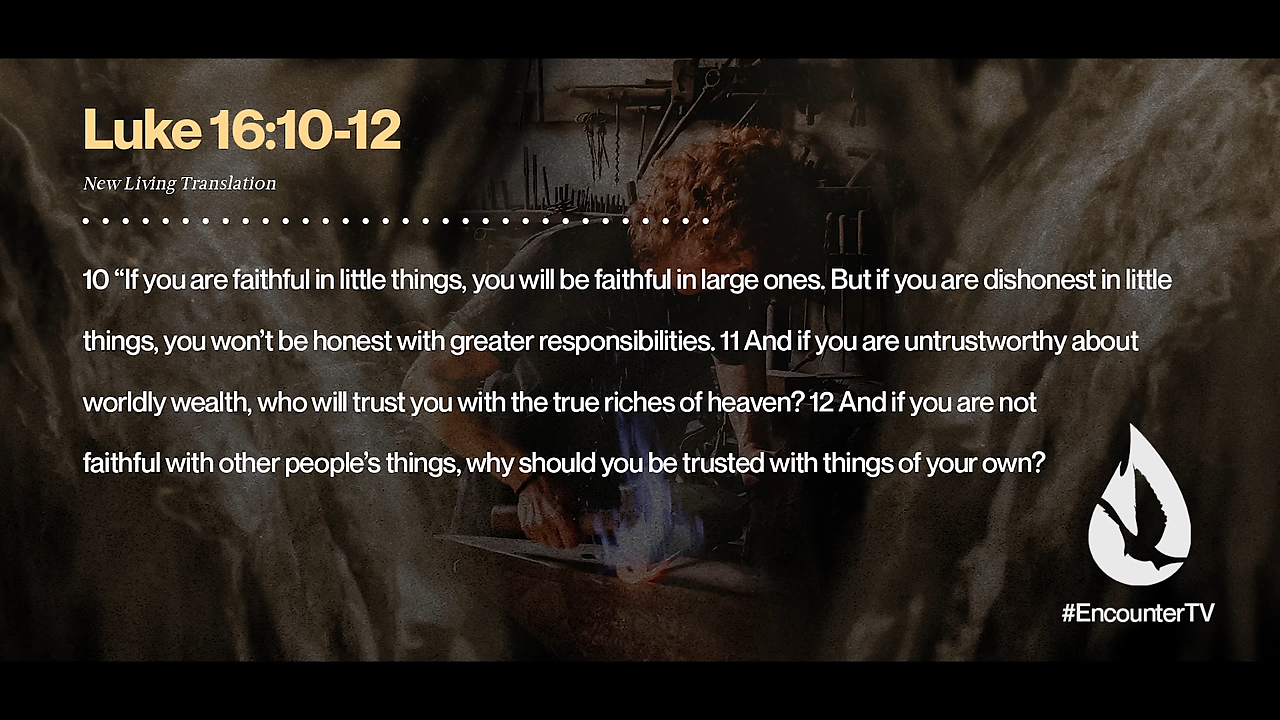 Luke 16:10-12
New Living Translation
10 “If you are faithful in little things, you will be faithful in large ones. But if you are dishonest in little
things, you won’t be honest with greater responsibilities. 11 And if you are untrustworthy about
worldly wealth, who will trust you with the true riches of heaven? 12 And if you are not
faithful with other people’s things, why should you be trusted with things of your own?
#EncounterTV